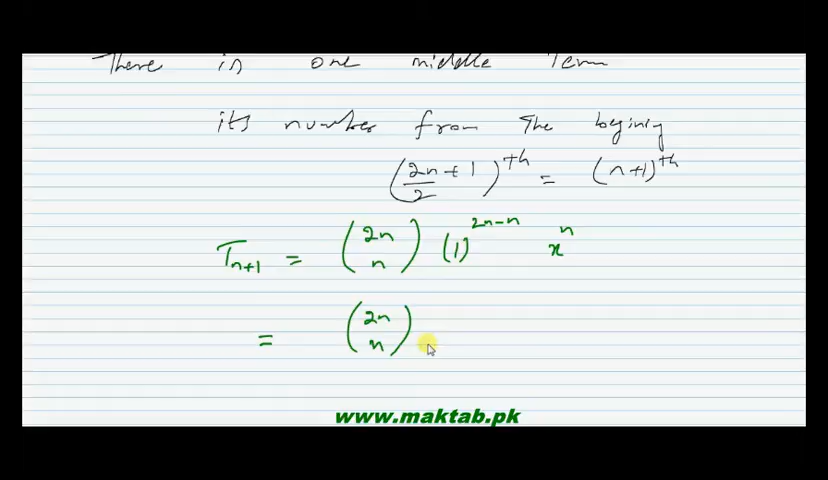 There is one middle Term
its number from The begining
(2n/2 + 1)^th = (n+1)^th
T_{n+1} = (2n n) (1)^{2n-n} x^n
= (2n n)
www.maktab.pk